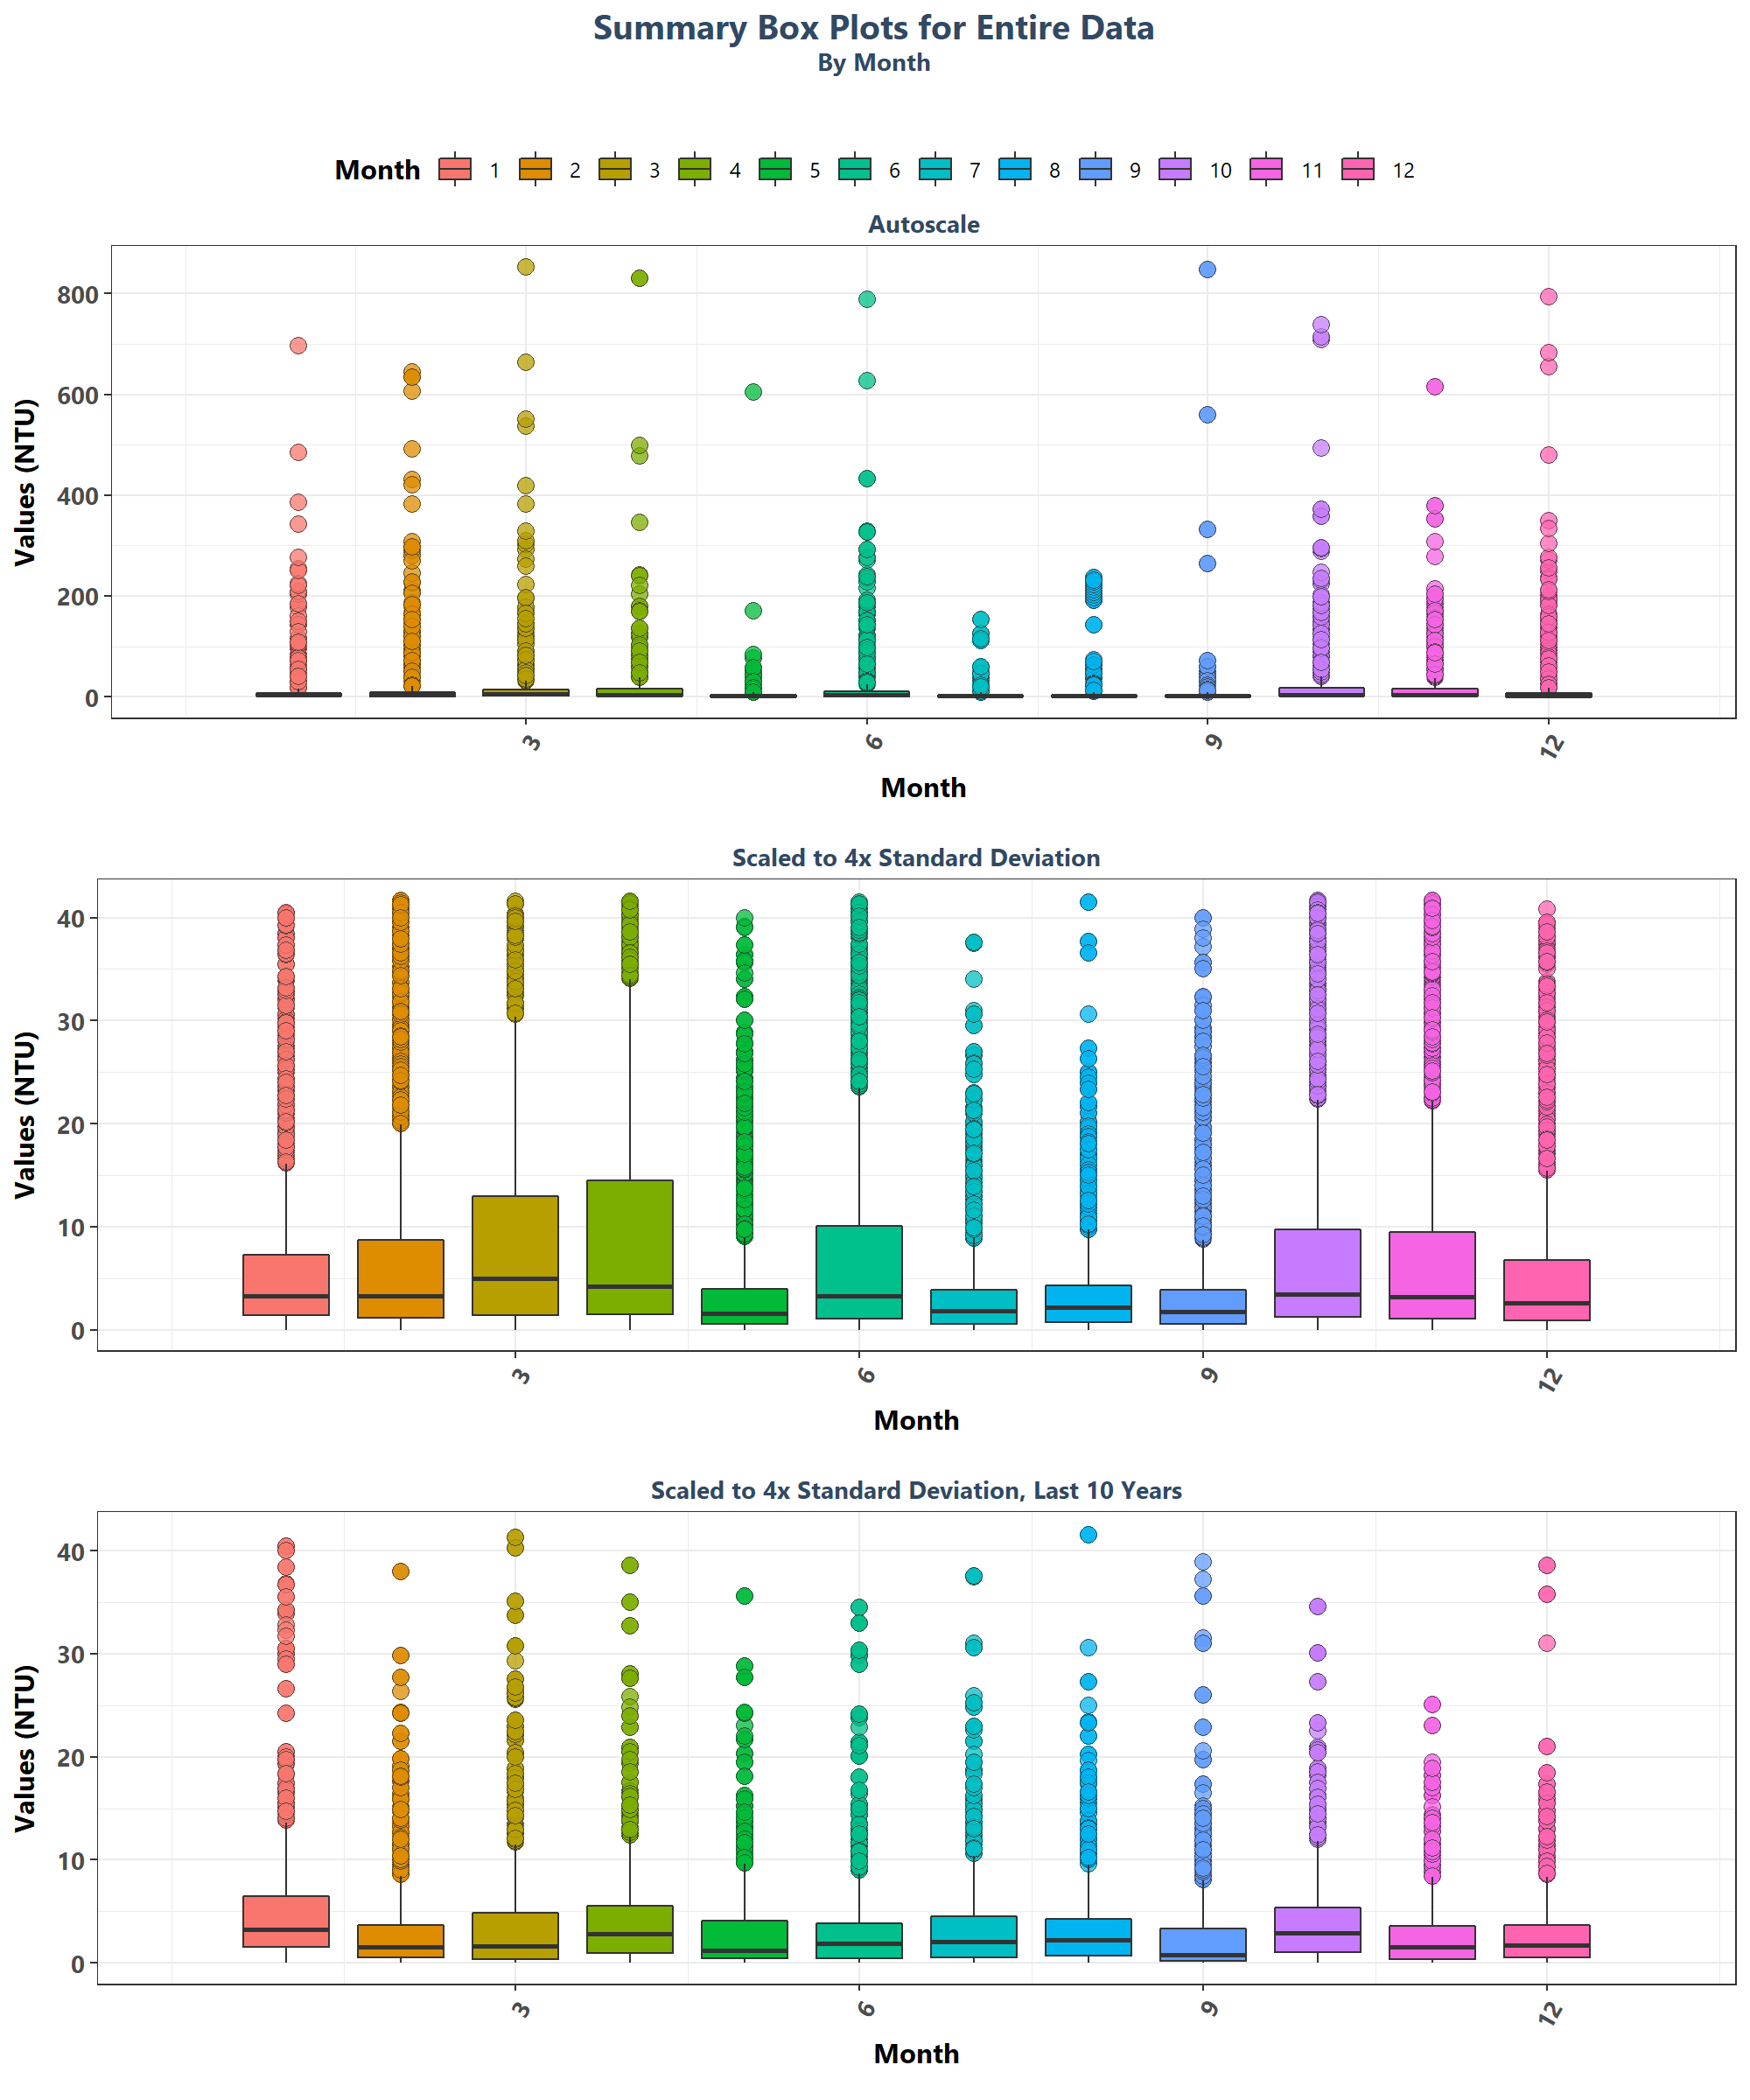 Summary Box Plots for Entire Data
By Month
Month 1 2 3 4 5 6 7 8 9 10 11 12
Autoscale
Values (NTU)
800
600
400
200
0
3 6 9 12
Month
Scaled to 4x Standard Deviation
Values (NTU)
40
30
20
10
0
3 6 9 12
Month
Scaled to 4x Standard Deviation, Last 10 Years
Values (NTU)
40
30
20
10
0
3 6 9 12
Month